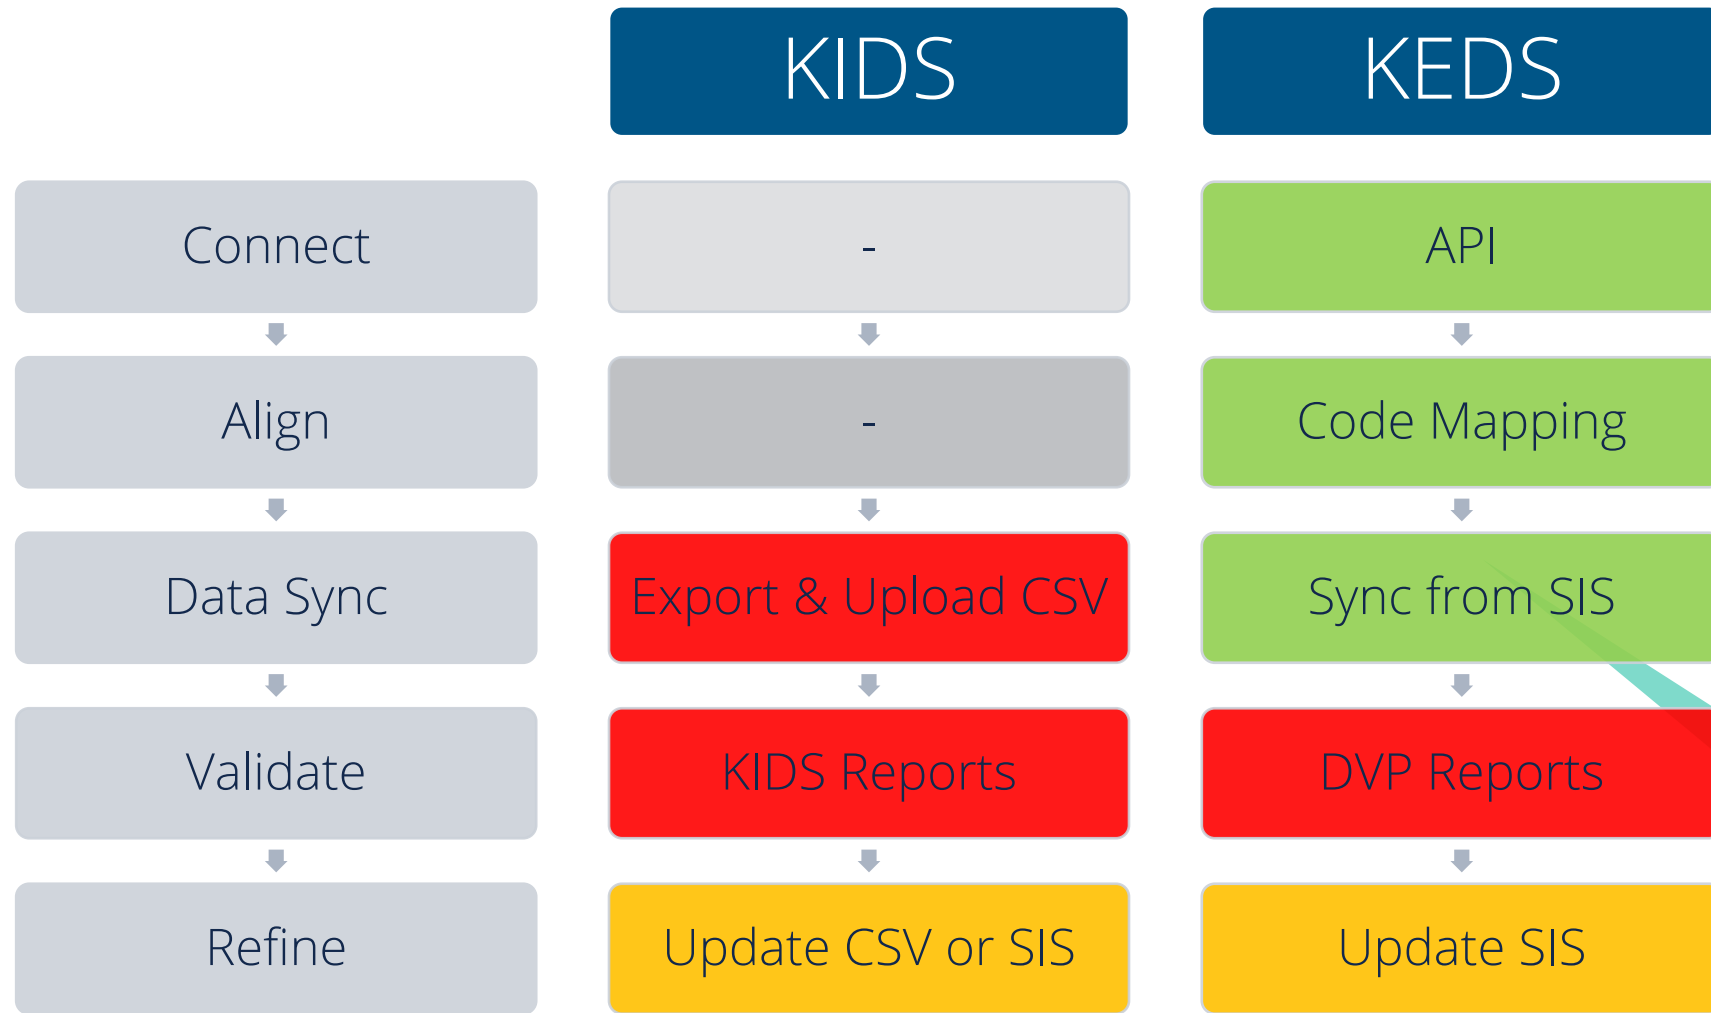 KIDS
KEDS
Connect
-
API
Align
-
Code Mapping
Data Sync
Export & Upload CSV
Sync from SIS
Validate
KIDS Reports
DVP Reports
Refine
Update CSV or SIS
Update SIS